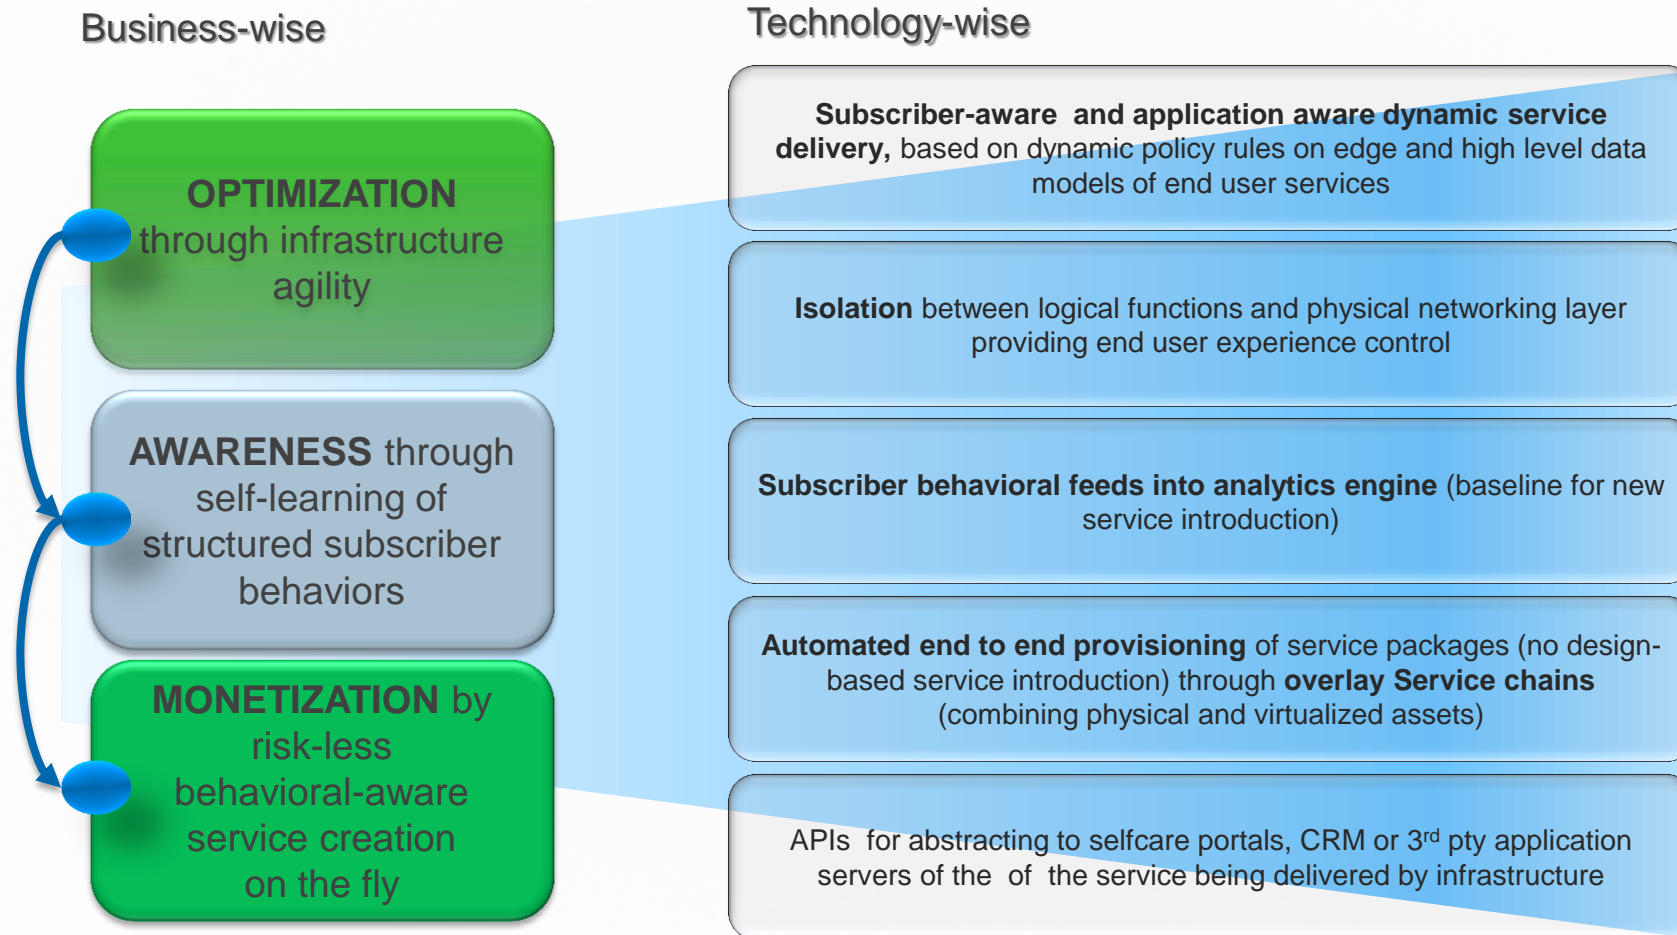 Business-wise
Technology-wise
OPTIMIZATION
through infrastructure
agility
AWARENESS through
self-learning of
structured subscriber
behaviors
MONETIZATION by
risk-less
behavioral-aware
service creation
on the fly
Subscriber-aware and application aware dynamic service
delivery, based on dynamic policy rules on edge and high level data
models of end user services
Isolation between logical functions and physical networking layer
providing end user experience control
Subscriber behavioral feeds into analytics engine (baseline for new
service introduction)
Automated end to end provisioning of service packages (no design-
based service introduction) through overlay Service chains
(combining physical and virtualized assets)
APIs for abstracting to selfcare portals, CRM or 3rd pty application
servers of the of the service being delivered by infrastructure